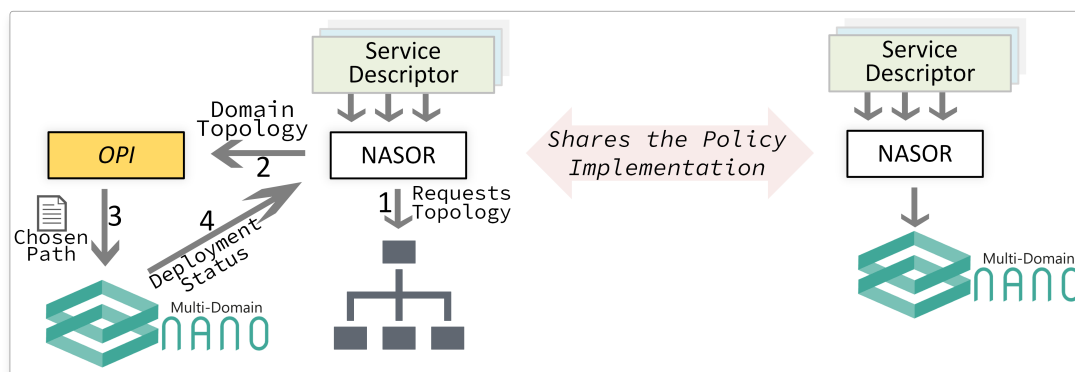 Service
Descriptor
Domain
Topology
OPI
2
NASOR
Shares the Policy
Implementation
Service
Descriptor
NASOR
3
4
1
Requests
Topology
Chosen
Path
Deployment
Status
Multi-Domain
NANO
Multi-Domain
NANO